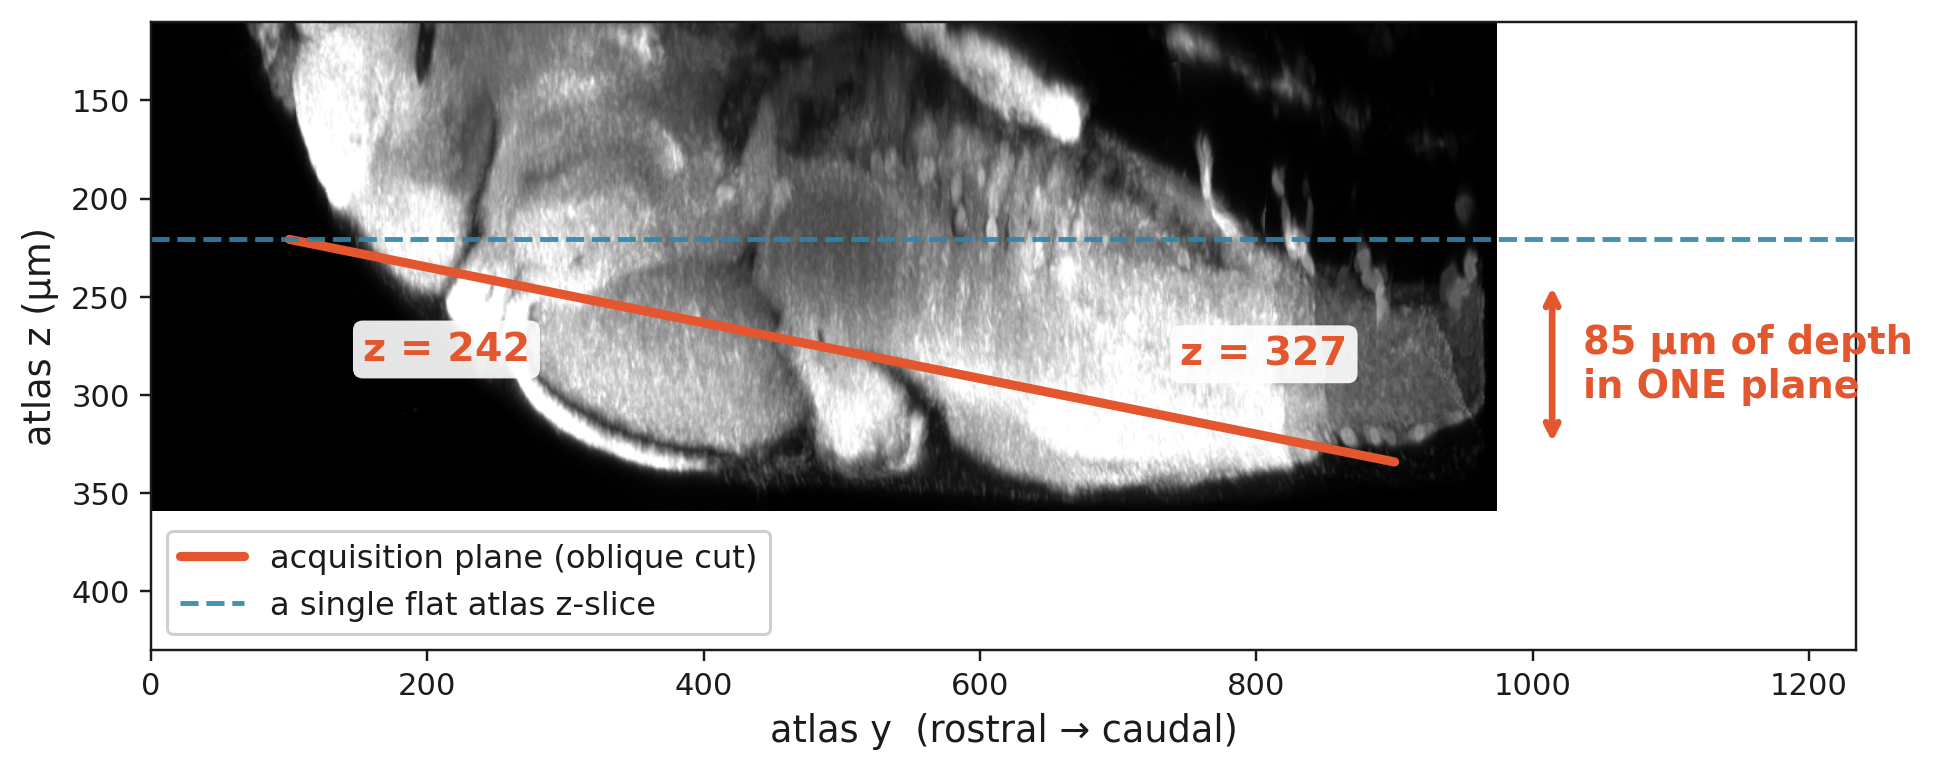 atlas z (μm)
150
200
250
300
350
400
z = 242
z = 327
85 μm of depth
in ONE plane
acquisition plane (oblique cut)
a single flat atlas z-slice
0
200
400
600
800
1000
1200
atlas y  (rostral → caudal)